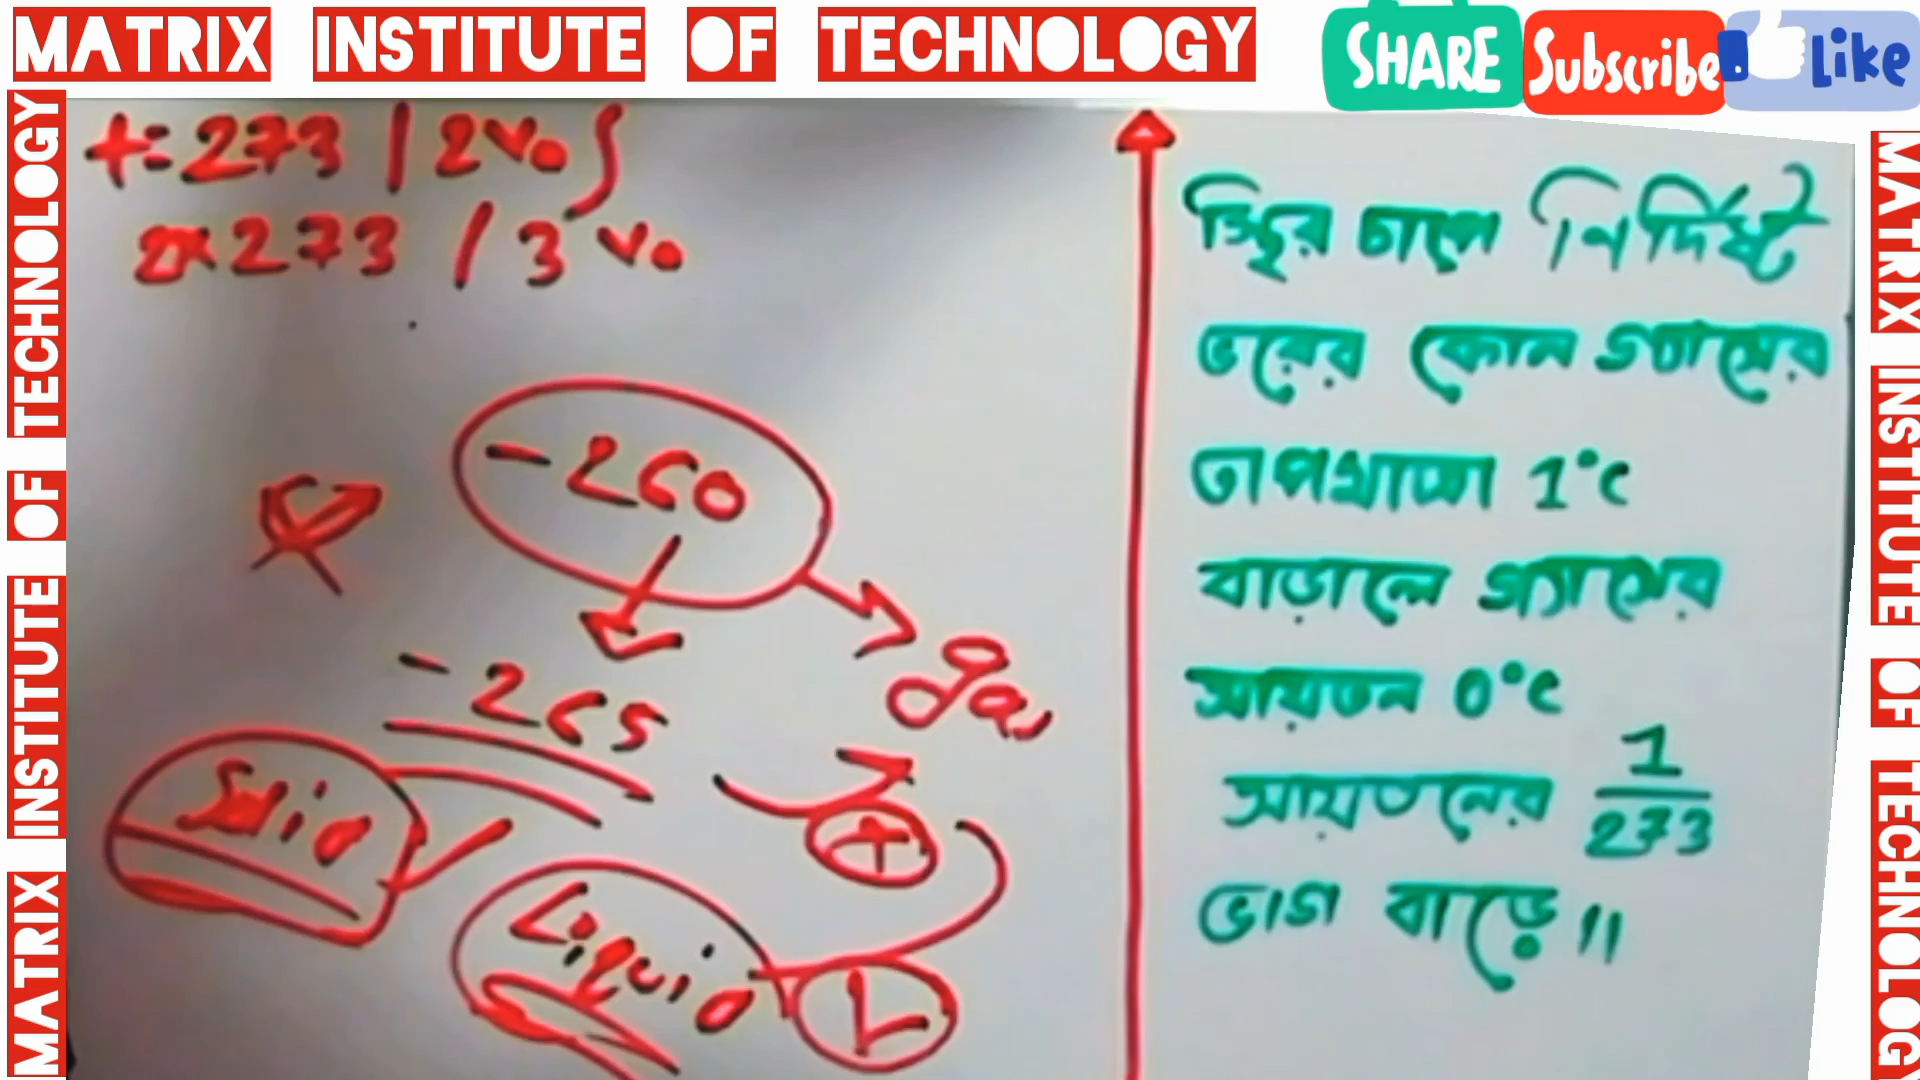 MATRIX INSTITUTE OF TECHNOLOGY
SHARE Subscribe Like
MATRIX INSTITUTE OF TECHNOLOGY
MATRIX INSTITUTE OF TECHNOLOGY
t = 273 | 2V₀
2×273 / 3V₀
-260
gas
-265
Solid
Liquid
স্থির চাপে নির্দিষ্ট
ভরের কোন গ্যাসের
তাপমাত্রা 1°C
বাড়ালে গ্যাসের
আয়তন 0°C
আয়তনের 1/273
ভাগ বাড়ে॥